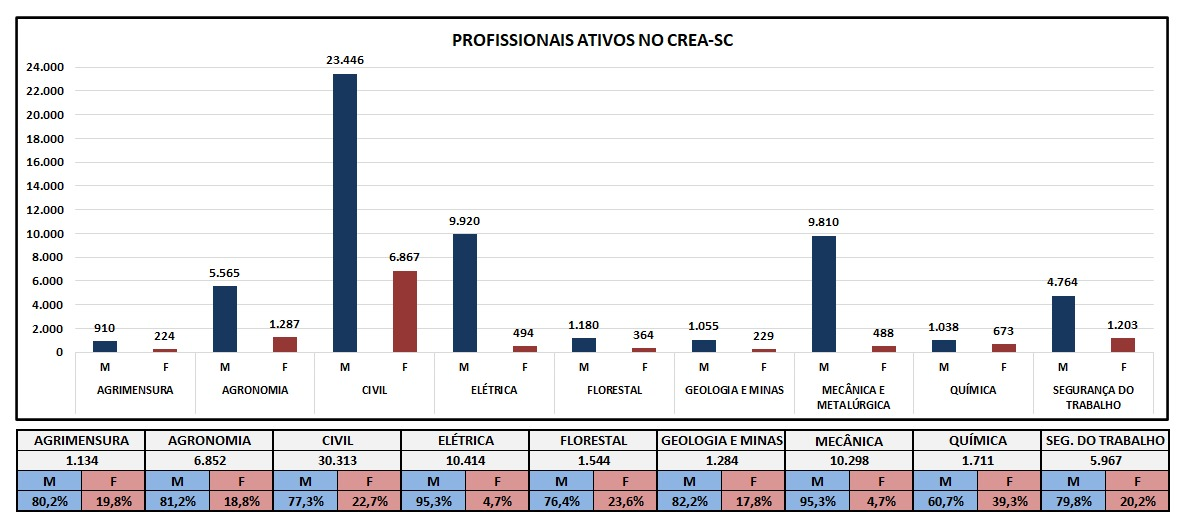 PROFISSIONAIS ATIVOS NO CREA-SC
24.000
22.000
20.000
18.000
16.000
14.000
12.000
10.000
8.000
6.000
4.000
2.000
0
910 224 5.565 1.287 23.446 6.867 9.920 494 1.180 364 1.055 229 9.810 488 1.038 673 4.764 1.203
M F M F M F M F M F M F M F M F M F
AGRIMENSURA AGRONOMIA CIVIL ELÉTRICA FLORESTAL GEOLOGIA E MINAS MECÂNICA E QUÍMICA SEGURANÇA DO
METALÚRGICA TRABALHO
AGRIMENSURA AGRONOMIA CIVIL ELÉTRICA FLORESTAL GEOLOGIA E MINAS MECÂNICA QUÍMICA SEG. DO TRABALHO
1.134 6.852 30.313 10.414 1.544 1.284 10.298 1.711 5.967
M F M F M F M F M F M F M F M F M F
80,2% 19,8% 81,2% 18,8% 77,3% 22,7% 95,3% 4,7% 76,4% 23,6% 82,2% 17,8% 95,3% 4,7% 60,7% 39,3% 79,8% 20,2%